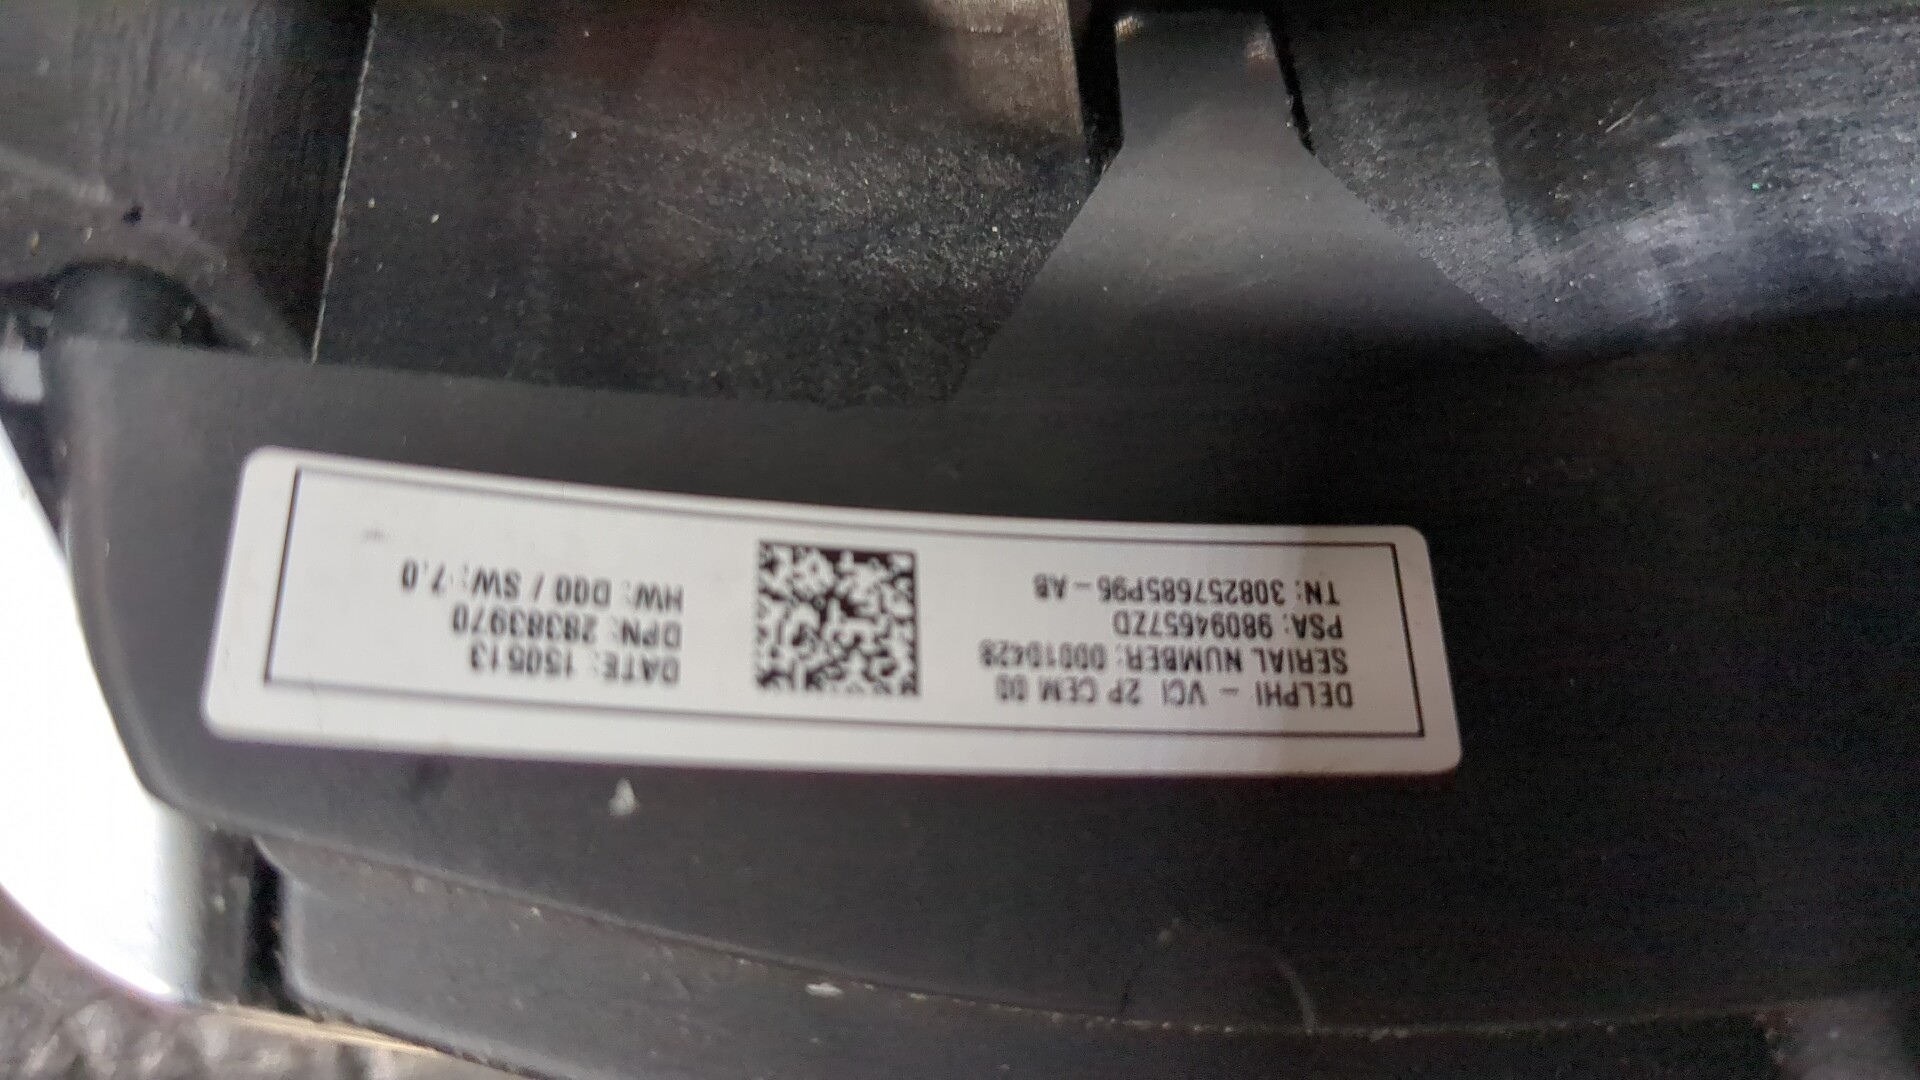 DELPHI - VCI 2P CEM 00
SERIAL NUMBER: 00010428
PSA: 98094657ZD
TN: 308257685P96-AB
DATE: 150513
DPN: 28383970
HW: D00 / SW: 7.0